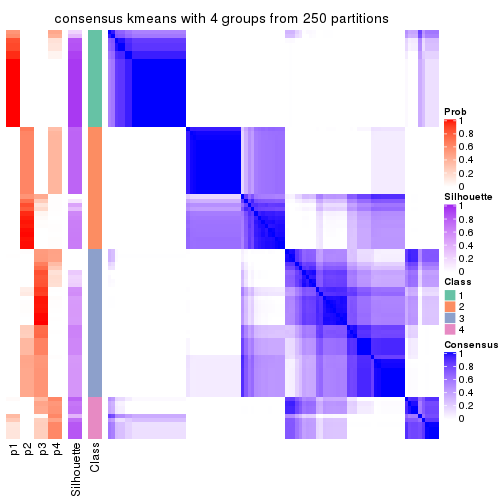 consensus kmeans with 4 groups from 250 partitions
Prob
1
0.8
0.6
0.4
0.2
0
Silhouette
1
0.8
0.6
0.4
0.2
0
Class
1
2
3
4
Consensus
1
0.8
0.6
0.4
0.2
0
p1
p2
p3
p4
Silhouette
Class